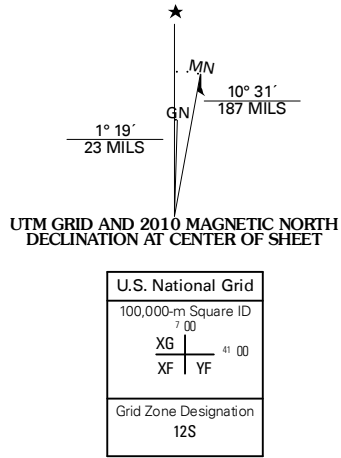 ★
MN
10° 31´
187 MILS
GN
1° 19´
23 MILS
UTM GRID AND 2010 MAGNETIC NORTH
DECLINATION AT CENTER OF SHEET
U.S. National Grid
100,000-m Square ID
7 00
XG
41 00
XF YF
Grid Zone Designation
12S